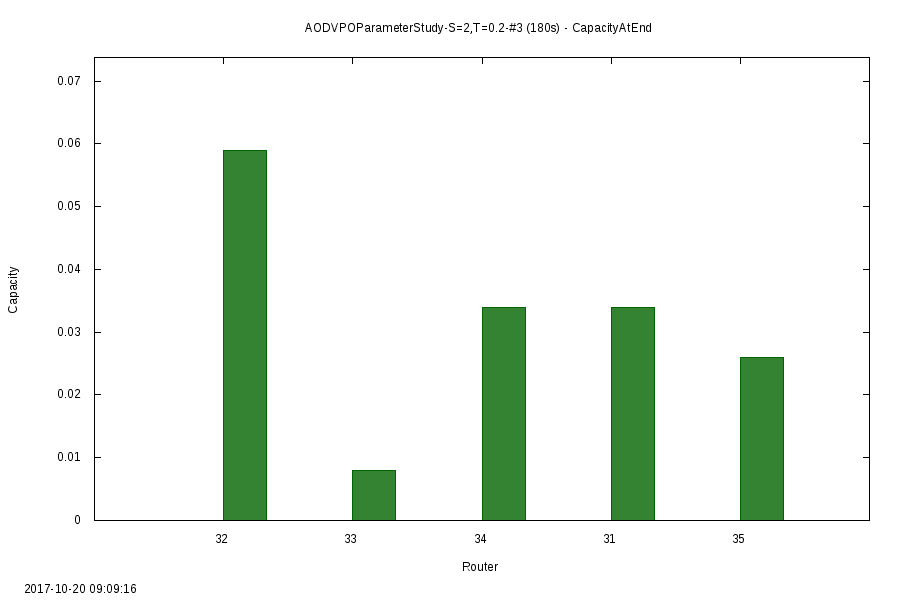 AODVPOParameterStudy-S=2,T=0.2-#3 (180s) - CapacityAtEnd
0.07
0.06
0.05
0.04
0.03
0.02
0.01
0
Capacity
32 33 34 31 35
Router
2017-10-20 09:09:16